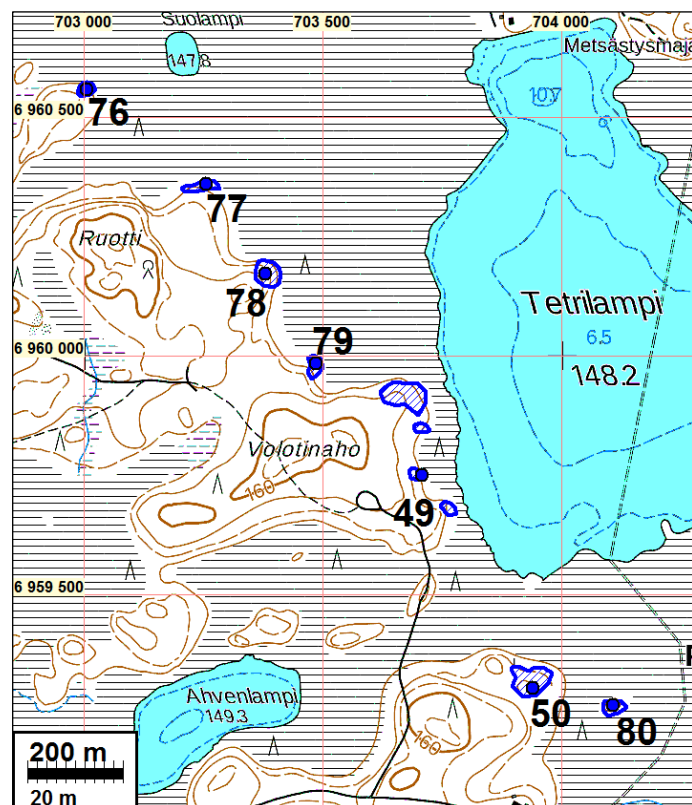 703 000
703 500
704 000
Suolampi
147.8
Metsästysmaja
10.7
6 960 500
76
77
Ruotti
78
Tetrilampi
6.5
79
6 960 000
148.2
Volotinaho
160
49
6 959 500
Ahvenlampi
149.3
50
80
160
200 m
20 m